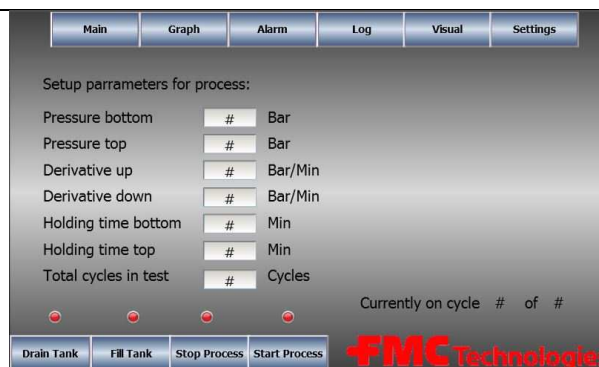 Main Graph Alarm Log Visual Settings
Setup parrameters for process:
Pressure bottom # Bar
Pressure top # Bar
Derivative up # Bar/Min
Derivative down # Bar/Min
Holding time bottom # Min
Holding time top # Min
Total cycles in test # Cycles
Currently on cycle # of #
Drain Tank Fill Tank Stop Process Start Process
FMC Technologie